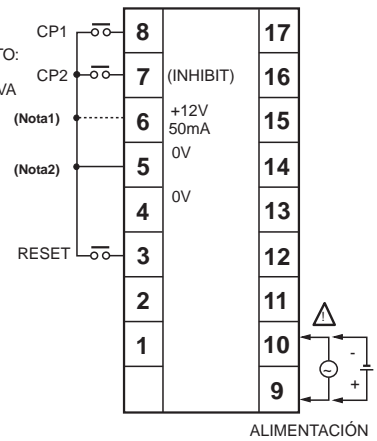 CP1 8 17
TO:
CP2 7 (INHIBIT) 16
VA
(Nota1) 6 +12V 15
50mA
(Nota2) 5 0V 14
4 0V 13
RESET 3 12
2 11
1 10 ! -
~
9 +
ALIMENTACIÓN